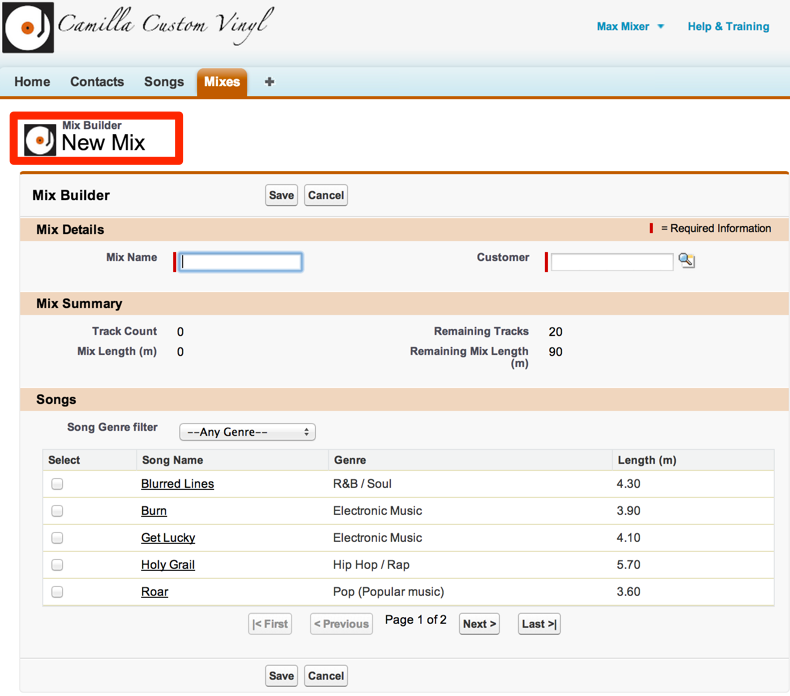 Camilla Custom Vinyl
Max Mixer Help & Training
Home Contacts Songs Mixes +
Mix Builder
New Mix
Mix Builder Save Cancel
Mix Details = Required Information
Mix Name Customer
Mix Summary
Track Count 0 Remaining Tracks 20
Mix Length (m) 0 Remaining Mix Length 90
(m)
Songs
Song Genre filter --Any Genre--
Select Song Name Genre Length (m)
Blurred Lines R&B / Soul 4.30
Burn Electronic Music 3.90
Get Lucky Electronic Music 4.10
Holy Grail Hip Hop / Rap 5.70
Roar Pop (Popular music) 3.60
|< First < Previous Page 1 of 2 Next > Last >|
Save Cancel